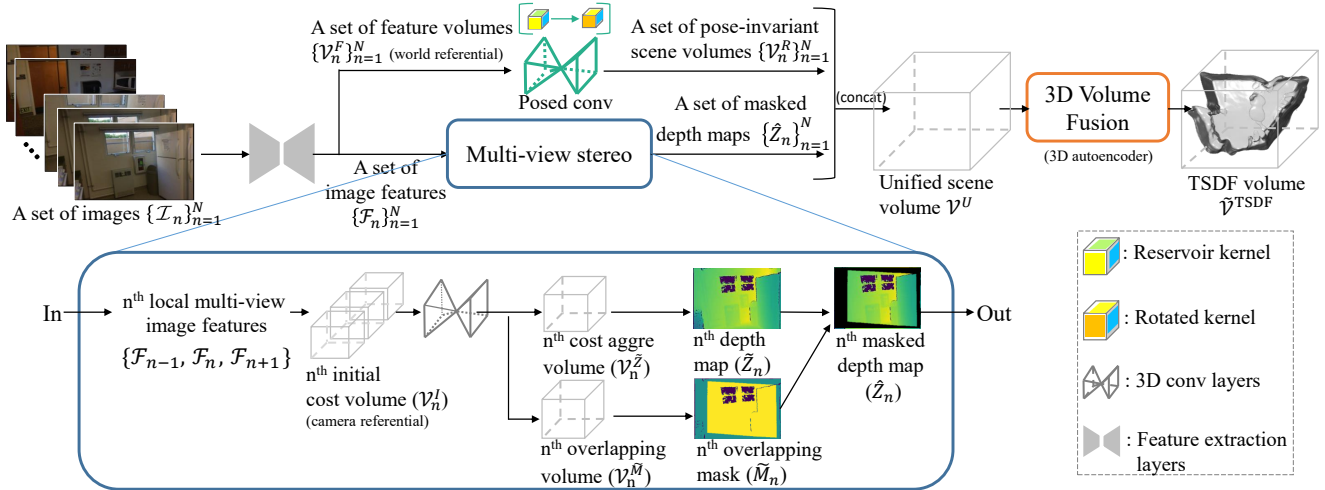 A set of feature volumes
{𝒱ₙᶠ}ₙ₌₁ᴺ (world referential)
Posed conv
A set of pose-invariant
scene volumes {𝒱ₙᴿ}ₙ₌₁ᴺ
A set of masked
depth maps {Ẑₙ}ₙ₌₁ᴺ
(concat)
Multi-view stereo
A set of
image features
{ℱₙ}ₙ₌₁ᴺ
A set of images {ℐₙ}ₙ₌₁ᴺ
Unified scene
volume 𝒱ᵁ
3D Volume
Fusion
(3D autoencoder)
TSDF volume
𝒱̃ᵀˢᴰᶠ
In
nᵗʰ local multi-view
image features
{ℱₙ₋₁, ℱₙ, ℱₙ₊₁}
nᵗʰ initial
cost volume (𝒱ₙᴵ)
(camera referential)
nᵗʰ cost aggre
volume (𝒱ₙ^Z̃)
nᵗʰ depth
map (Z̃ₙ)
nᵗʰ masked
depth map
(Ẑₙ)
Out
nᵗʰ overlapping
volume (𝒱ₙ^M̃)
nᵗʰ overlapping
mask (M̃ₙ)
: Reservoir kernel
: Rotated kernel
: 3D conv layers
: Feature extraction
layers